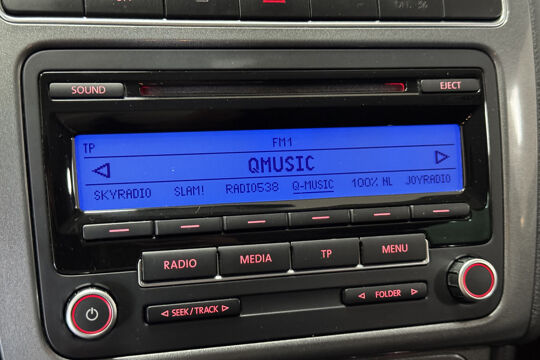 SOUND
EJECT
TP
FM1
QMUSIC
SKYRADIO SLAM! RADIO538 Q-MUSIC 100% NL JOYRADIO
RADIO MEDIA TP MENU
SEEK/TRACK
FOLDER